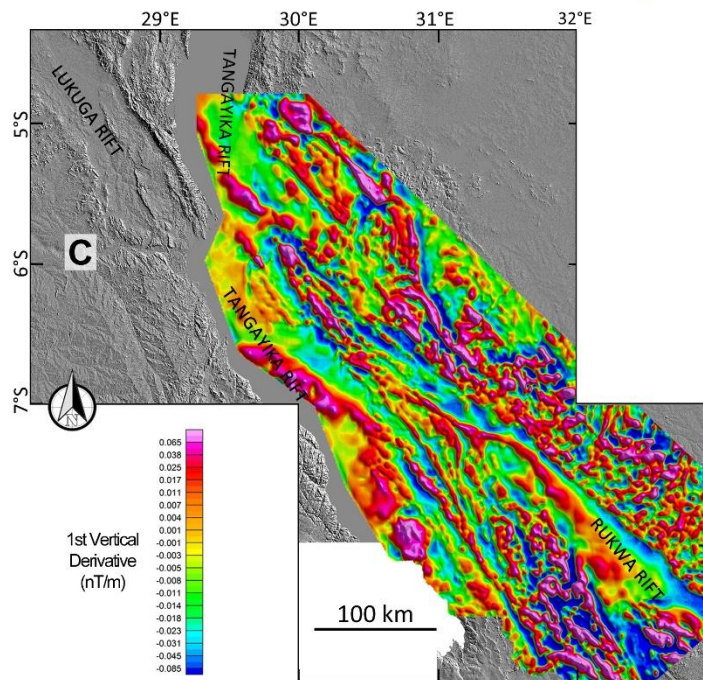 29°E 30°E 31°E 32°E
LUKUGA RIFT
TANGAYIKA RIFT
5°S
C
6°S
TANGAYIKA RIFT
7°S
N
0.065
0.038
0.025
0.017
0.011
0.007
0.004
0.001
-0.001
-0.003
-0.005
-0.008
-0.011
-0.014
-0.018
-0.023
-0.031
-0.045
-0.085
1st Vertical
Derivative
(nT/m)
RUKWA RIFT
100 km